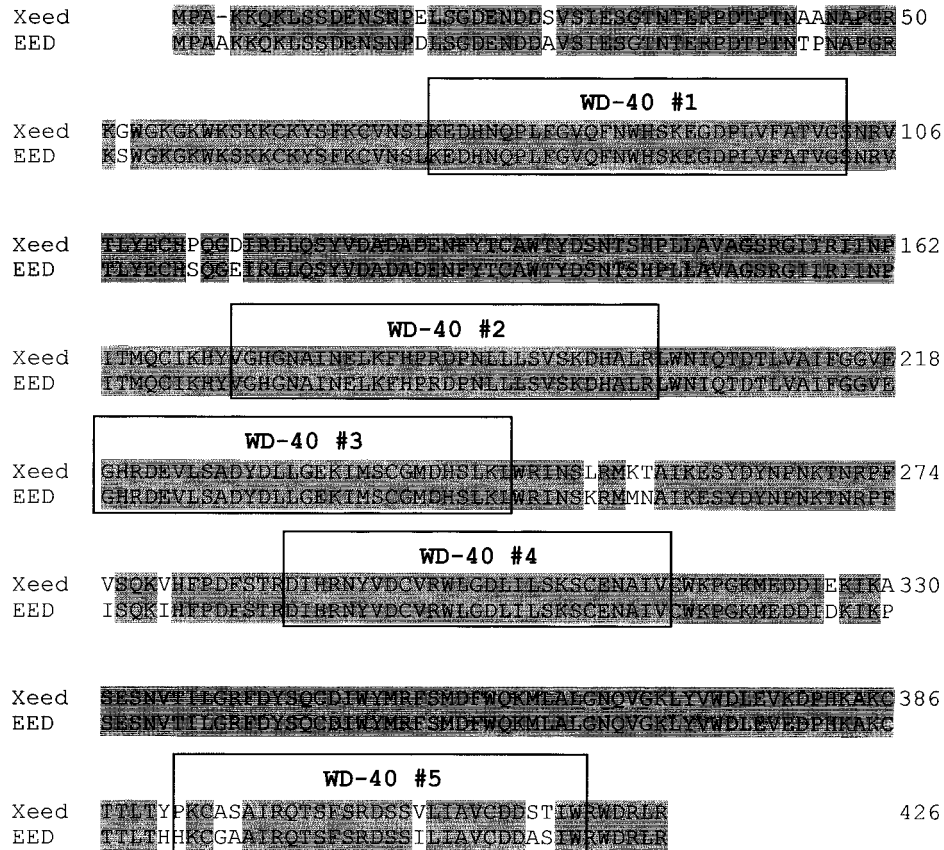 Xeed MPA-KKQKLSSDENSNPELSGDENDDSVSIESGTNTERPDTPTNAANAPGR 50
EED MPAAKKQKLSSDENSNPDLSGDENDDAVSIESGTNTERPDTPTNTPNAPGR
WD-40 #1
Xeed KGWGKGKWKSKKCKYSFKCVNSLKEDHNQPLFGVQFNWHSKEGDPLVFATVGSNRV 106
EED KSWGKGKWKSKKCKYSFKCVNSLKEDHNQPLFGVQFNWHSKEGDPLVFATVGSNRV
Xeed TLYECHPQGDIRLLQSYVDADADENFYTCAWTYDSNTSHPLLAVAGSRGIIRIINP 162
EED TLYECHSQGEIRLLQSYVDADADENFYTCAWTYDSNTSHPLLAVAGSRGIIRIINP
WD-40 #2
Xeed ITMQCIKHYVGHGNAINELKFHPRDPNLLLSVSKDHALRLWNIQTDTLVAIFGGVE 218
EED ITMQCIKHYVGHGNAINELKFHPRDPNLLLSVSKDHALRLWNIQTDTLVAIFGGVE
WD-40 #3
Xeed GHRDEVLSADYDLLGEKIMSCGMDHSLKLWRINSLRMKTAIKESYDYNPNKTNRPF 274
EED GHRDEVLSADYDLLGEKIMSCGMDHSLKLWRINSKRMMNAIKESYDYNPNKTNRPF
WD-40 #4
Xeed VSQKVHFPDFSTRDIHRNYVDCVRWLGDLILSKSCENAIVCWKPGKMEDDIEKIKA 330
EED ISQKIHFPDFSTRDIHRNYVDCVRWLGDLILSKSCENAIVCWKPGKMEDDIDKIKP
Xeed SESNVTILGRFDYSQCDIWYMRFSMDFWQKMLALGNQVGKLYVWDLEVKDPHKAKC 386
EED SESNVTILGRFDYSQCDIWYMRFSMDFWQKMLALGNQVGKLYVWDLEVEDPHKAKC
WD-40 #5
Xeed TTLTYPKCASAIRQTSFSRDSSVLIAVCDDSTIWRWDRLR 426
EED TTLTHHKCGAAIRQTSFSRDSSILIAVCDDASIWRWDRLR